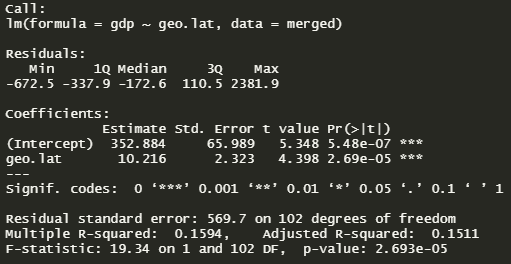 Call:
lm(formula = gdp ~ geo.lat, data = merged)
Residuals:
Min 1Q Median 3Q Max
-672.5 -337.9 -172.6 110.5 2381.9
Coefficients:
Estimate Std. Error t value Pr(>|t|)
(Intercept) 352.884 65.989 5.348 5.48e-07 ***
geo.lat 10.216 2.323 4.398 2.69e-05 ***
---
Signif. codes: 0 ‘***’ 0.001 ‘**’ 0.01 ‘*’ 0.05 ‘.’ 0.1 ‘ ’ 1
Residual standard error: 569.7 on 102 degrees of freedom
Multiple R-squared: 0.1594, Adjusted R-squared: 0.1511
F-statistic: 19.34 on 1 and 102 DF, p-value: 2.693e-05